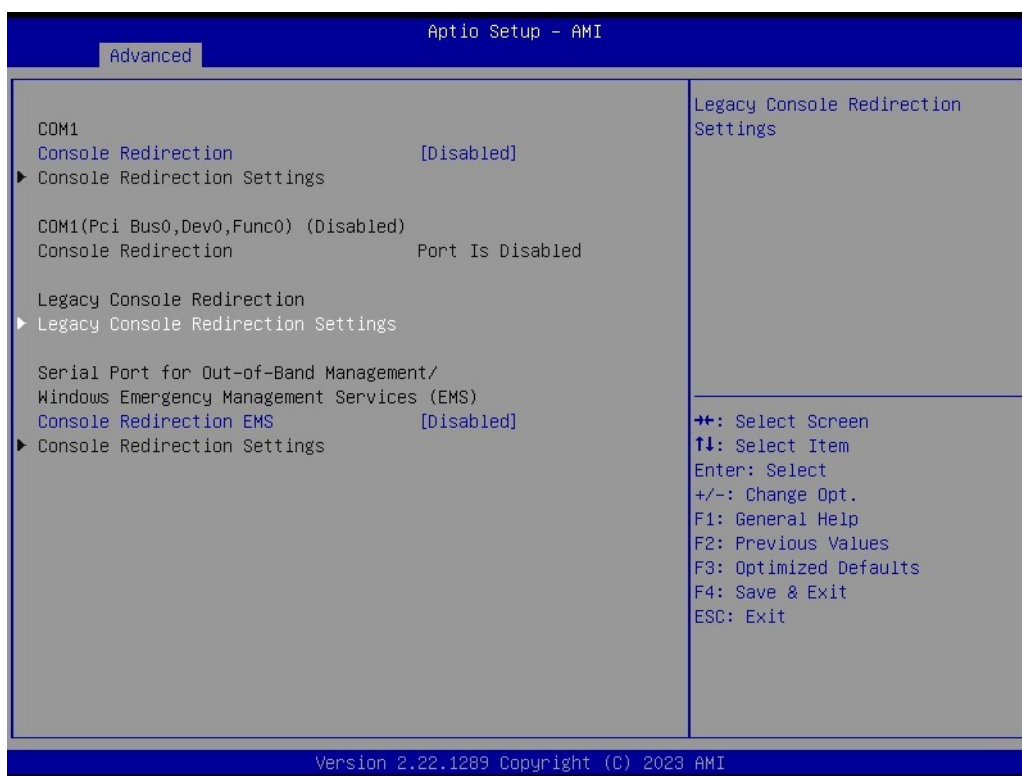 Aptio Setup – AMI
Advanced
COM1
Console Redirection [Disabled]
▶ Console Redirection Settings
COM1(Pci Bus0,Dev0,Func0) (Disabled)
Console Redirection Port Is Disabled
Legacy Console Redirection
▶ Legacy Console Redirection Settings
Serial Port for Out-of-Band Management/
Windows Emergency Management Services (EMS)
Console Redirection EMS [Disabled]
▶ Console Redirection Settings
Legacy Console Redirection
Settings
→←: Select Screen
↑↓: Select Item
Enter: Select
+/-: Change Opt.
F1: General Help
F2: Previous Values
F3: Optimized Defaults
F4: Save & Exit
ESC: Exit
Version 2.22.1289 Copyright (C) 2023 AMI